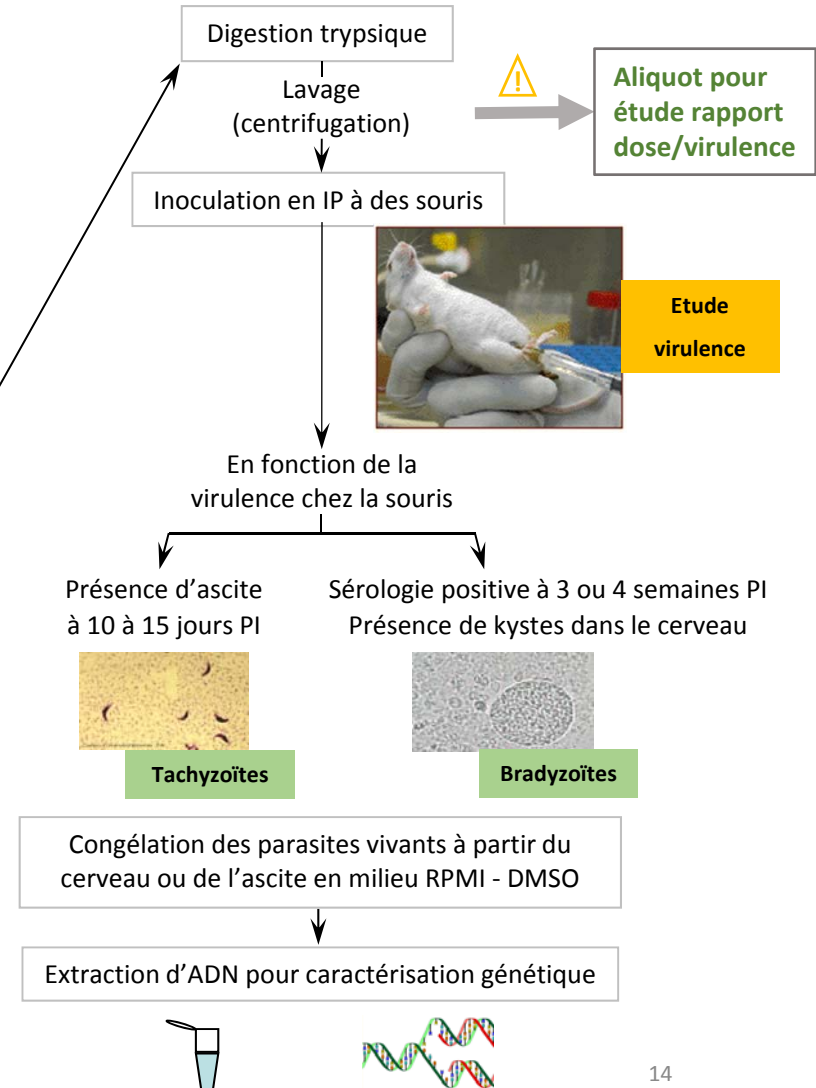 Digestion trypsique
Lavage
(centrifugation)
Aliquot pour
étude rapport
dose/virulence
Inoculation en IP à des souris
Etude
virulence
En fonction de la
virulence chez la souris
Présence d’ascite
à 10 à 15 jours PI
Sérologie positive à 3 ou 4 semaines PI
Présence de kystes dans le cerveau
Tachyzoïtes
Bradyzoïtes
Congélation des parasites vivants à partir du
cerveau ou de l’ascite en milieu RPMI - DMSO
Extraction d’ADN pour caractérisation génétique
14